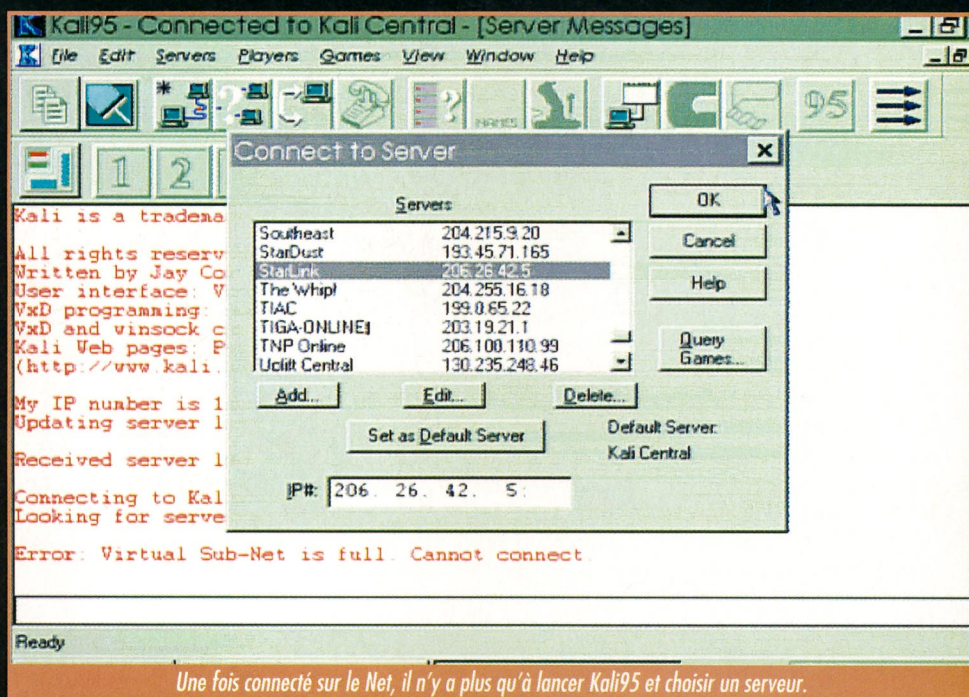 Kali95 - Connected to Kali Central - [Server Messages]
File Edit Servers Players Games View Window Help
NAMES 95
1 2
Connect to Server
Servers
Southeast 204.215.9.20
StarDust 193.45.71.165
StarLink 206.26.42.5
The Whip! 204.255.16.18
TIAC 199.0.65.22
TIGA-ONLINE! 203.19.21.1
TNP Online 206.100.110.99
Uplift Central 130.235.248.46
OK
Cancel
Help
Query Games...
Add... Edit... Delete...
Set as Default Server
Default Server:
Kali Central
IP#: 206. 26. 42. 5:
Kali is a tradema
All rights reserv
Written by Jay Co
User interface: V
VxD programming:
VxD and winsock c
Kali Web pages: P
(http://www.kali.
My IP number is 1
Updating server l
Received server l
Connecting to Kal
Looking for serve
Error: Virtual Sub-Net is full. Cannot connect.
Ready
Une fois connecté sur le Net, il n'y a plus qu'à lancer Kali95 et choisir un serveur.